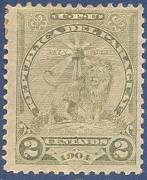 U.P.U.
REPUBLICA DEL PARAGUAY
2 CENTAVOS 2
1904